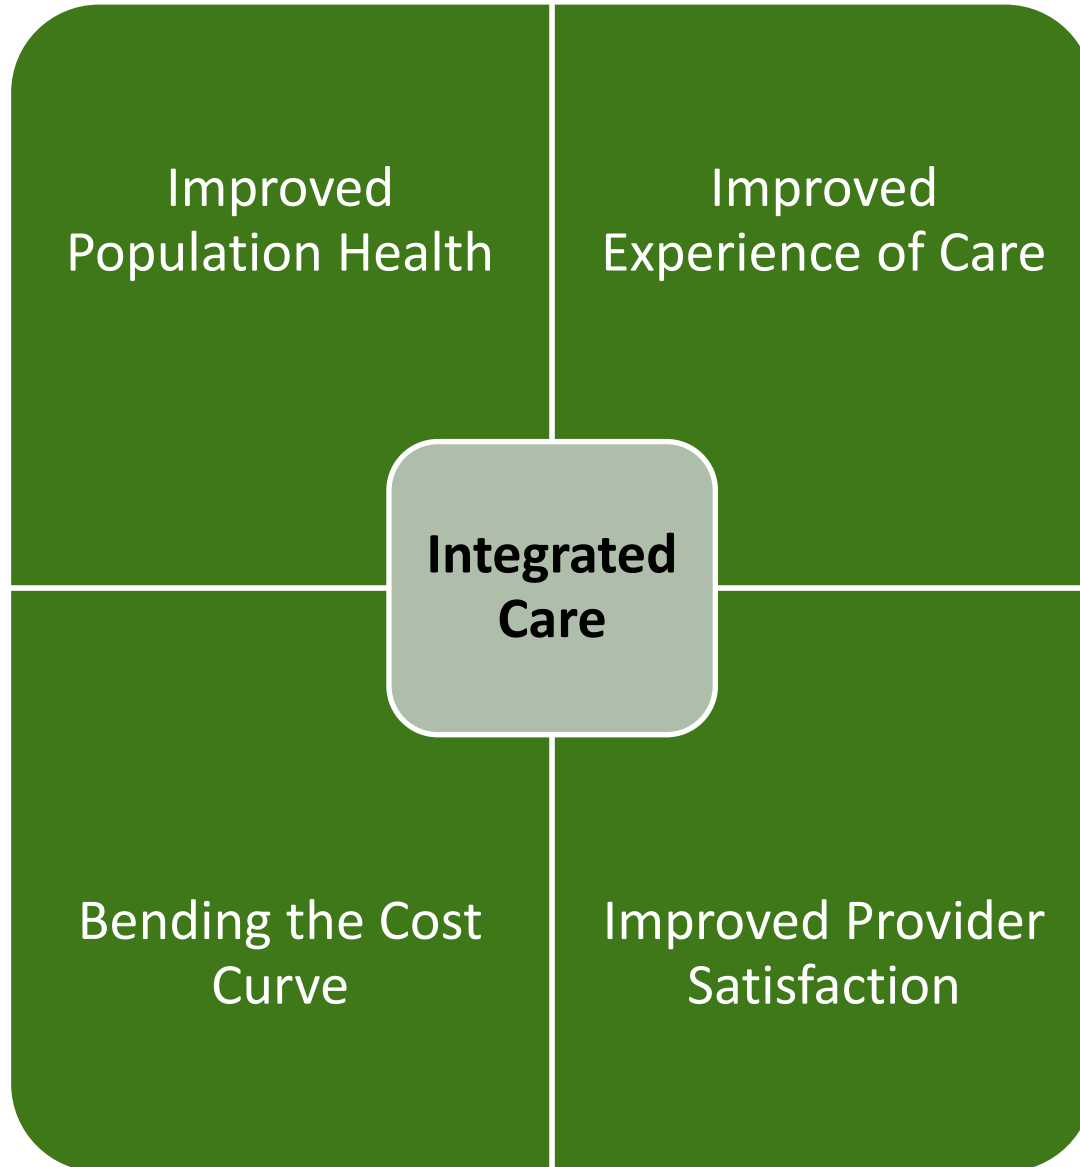 Improved
Population Health
Improved
Experience of Care
Integrated
Care
Bending the Cost
Curve
Improved Provider
Satisfaction